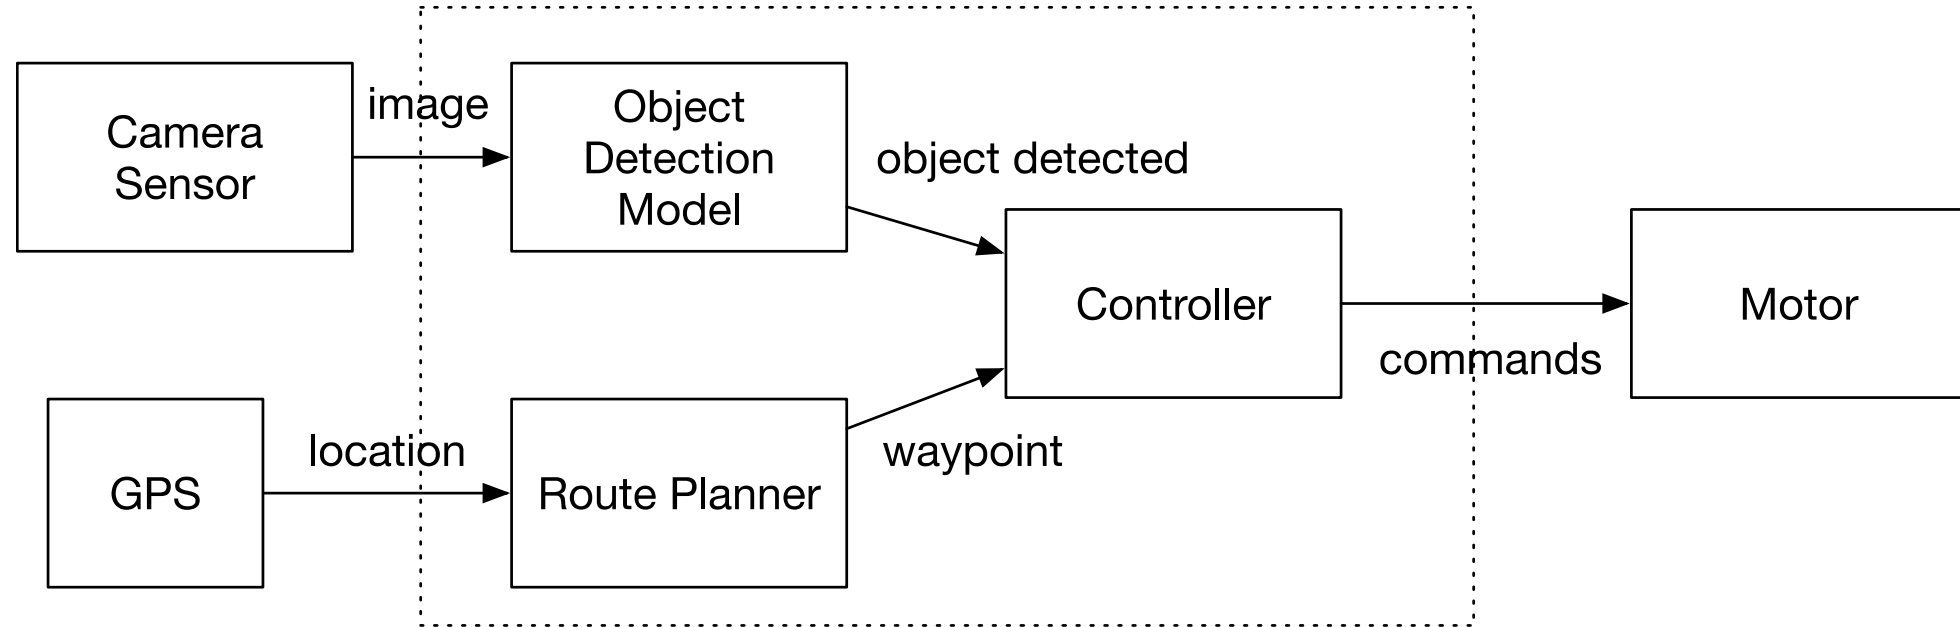 Camera
Sensor
image
Object
Detection
Model
object detected
Controller
commands
Motor
GPS
location
Route Planner
waypoint